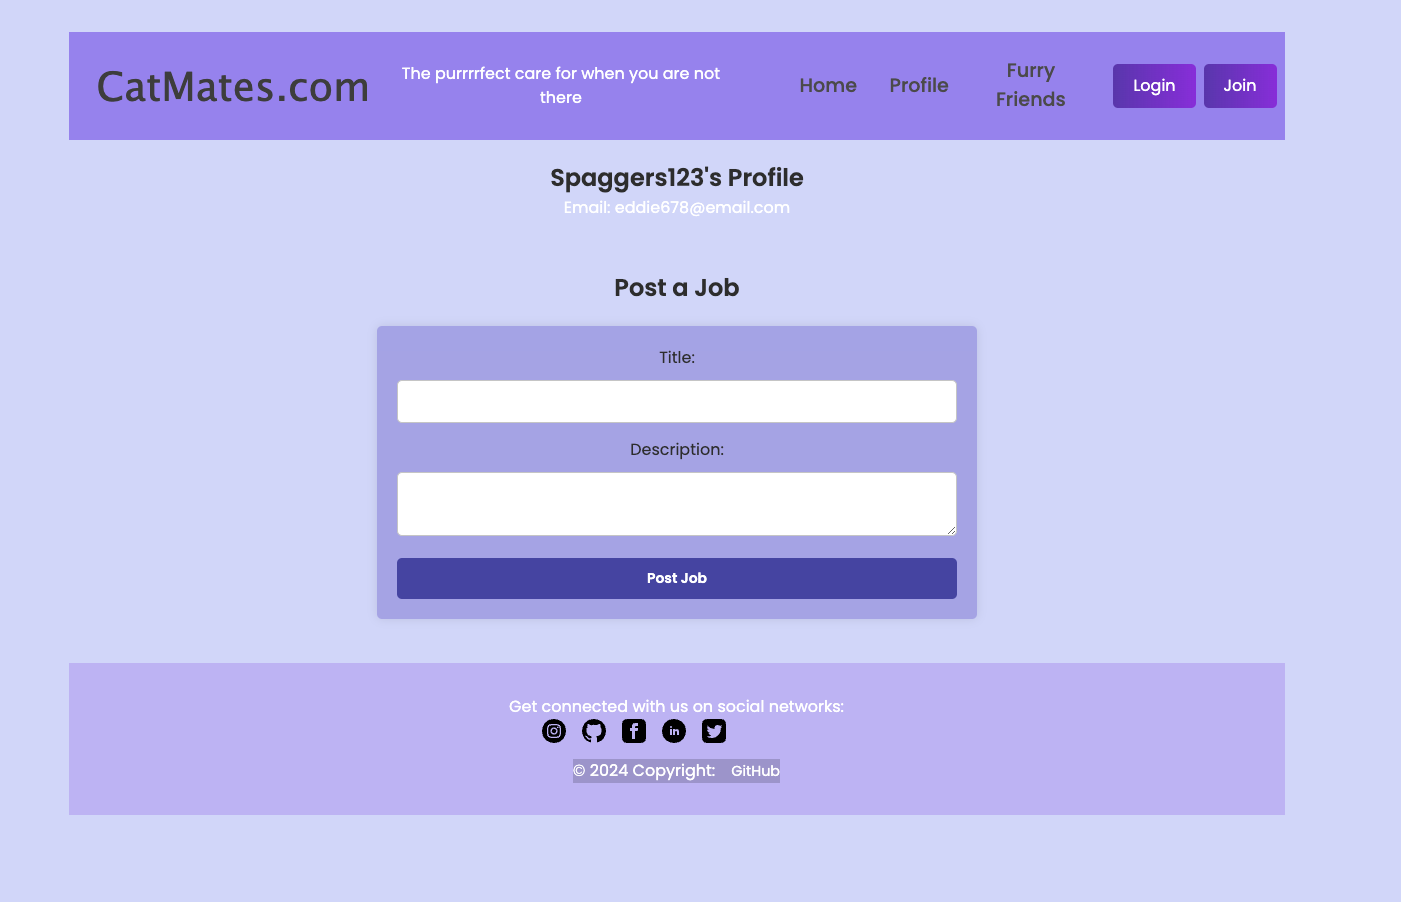 CatMates.com
The purrrrfect care for when you are not
there
Home
Profile
Furry
Friends
Login
Join
Spaggers123's Profile
Email: eddie678@email.com
Post a Job
Title:
Description:
Post Job
Get connected with us on social networks:
in
© 2024 Copyright: GitHub